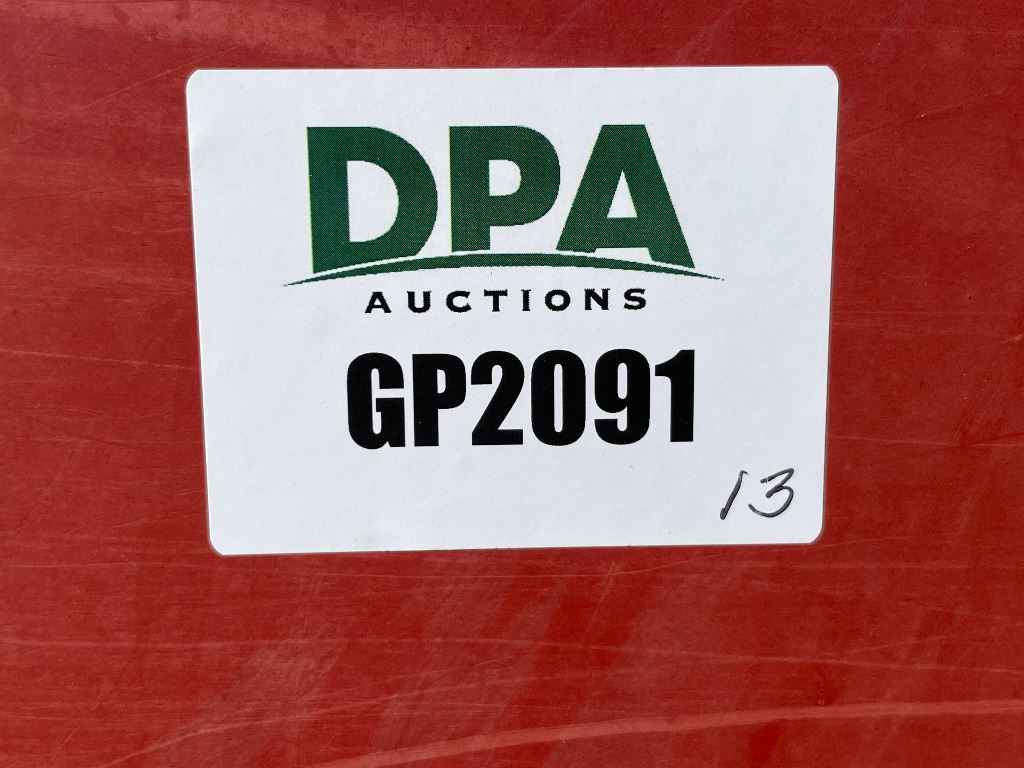 DPA
AUCTIONS
GP2091
13